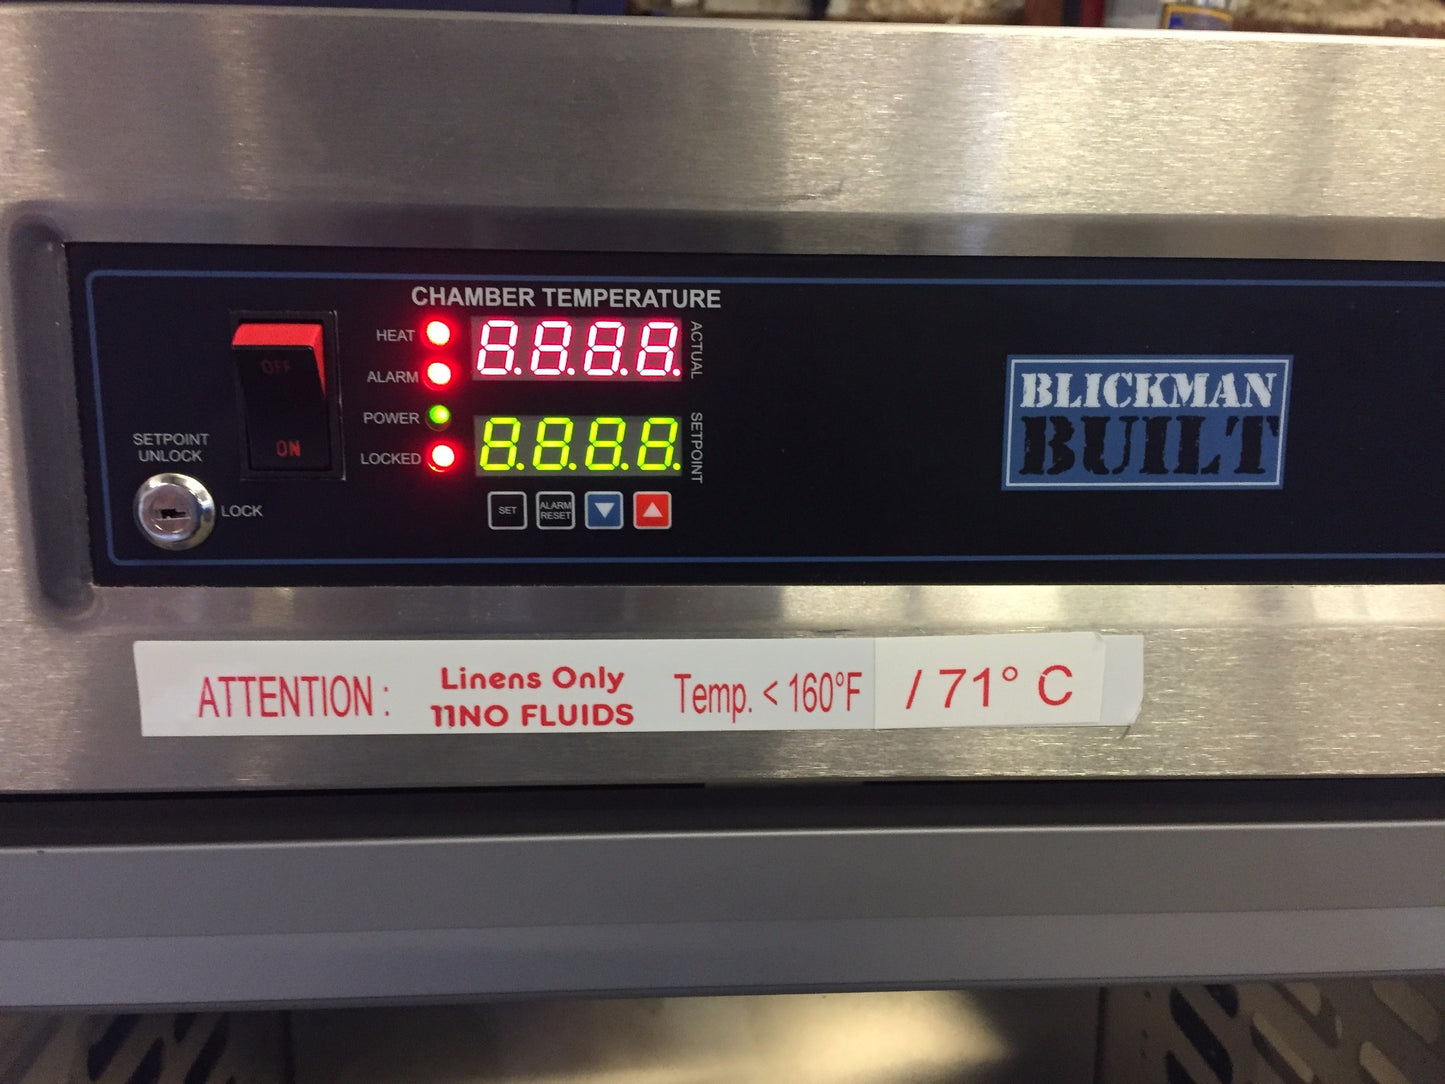 CHAMBER TEMPERATURE
HEAT
ALARM
POWER
LOCKED
8.8.8.8.
ACTUAL
8.8.8.8.
SETPOINT
OFF
ON
SETPOINT
UNLOCK
LOCK
SET
ALARM
RESET
BLICKMAN
BUILT
ATTENTION: Linens Only Temp. < 160°F / 71° C
11NO FLUIDS